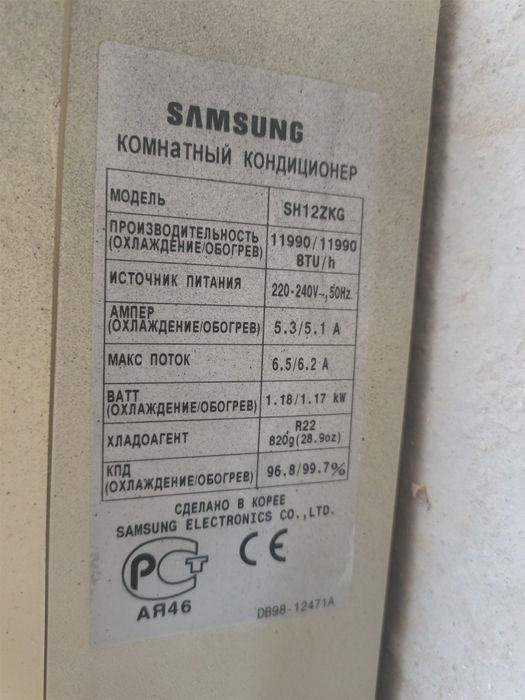 SAMSUNG
КОМНАТНЫЙ КОНДИЦИОНЕР
МОДЕЛЬ SH12ZKG
ПРОИЗВОДИТЕЛЬНОСТЬ
(ОХЛАЖДЕНИЕ/ОБОГРЕВ) 11990/11990
BTU/h
ИСТОЧНИК ПИТАНИЯ 220-240V~,50Hz
АМПЕР
(ОХЛАЖДЕНИЕ/ОБОГРЕВ) 5.3/5.1 A
МАКС ПОТОК 6.5/6.2 A
ВАТТ
(ОХЛАЖДЕНИЕ/ОБОГРЕВ) 1.18/1.17 kW
ХЛАДОАГЕНТ R22
820g(28.9oz)
КПД
(ОХЛАЖДЕНИЕ/ОБОГРЕВ) 96.8/99.7%
СДЕЛАНО В КОРЕЕ
SAMSUNG ELECTRONICS CO.,LTD.
РСТ CE
АЯ46
DB98-12471A